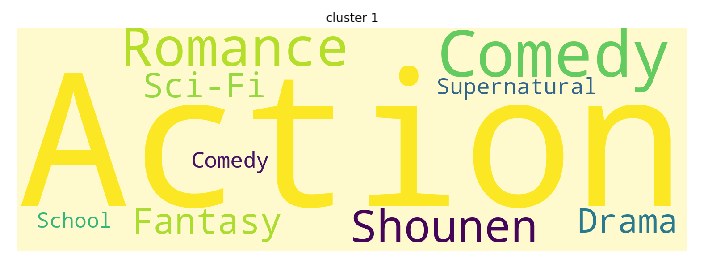 cluster 1
Romance
Comedy
Sci-Fi
Supernatural
Action
Comedy
School
Fantasy
Shounen
Drama